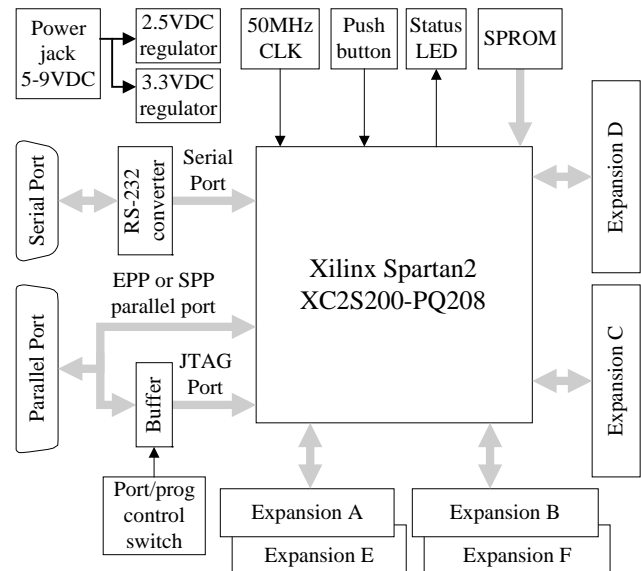 Power
jack
5-9VDC
2.5VDC
regulator
3.3VDC
regulator
50MHz
CLK
Push
button
Status
LED
SPROM
Expansion D
Serial Port
RS-232
converter
Serial
Port
Xilinx Spartan2
XC2S200-PQ208
EPP or SPP
parallel port
Parallel Port
JTAG
Port
Buffer
Expansion C
Port/prog
control
switch
Expansion A
Expansion E
Expansion B
Expansion F